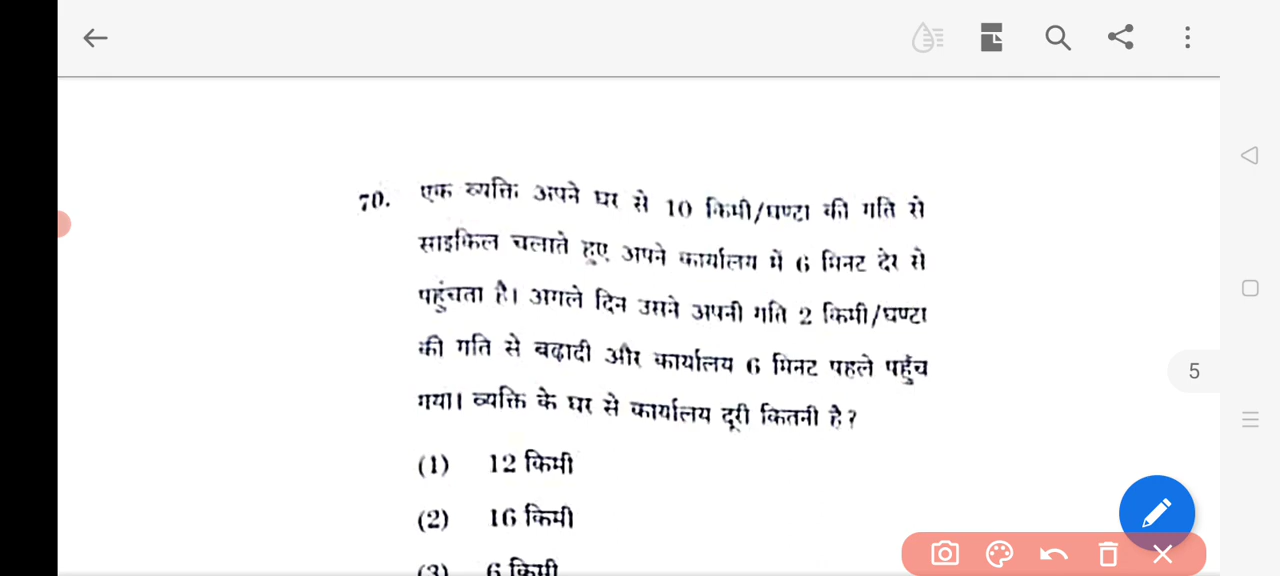 70. एक व्यक्ति अपने घर से 10 किमी/घण्टा की गति से
साइकिल चलाते हुए अपने कार्यालय में 6 मिनट देर से
पहुंचता है। अगले दिन उसने अपनी गति 2 किमी/घण्टा
की गति से बढ़ादी और कार्यालय 6 मिनट पहले पहुँच
गया। व्यक्ति के घर से कार्यालय दूरी कितनी है?
(1) 12 किमी
(2) 16 किमी
(3) 6 किमी
5